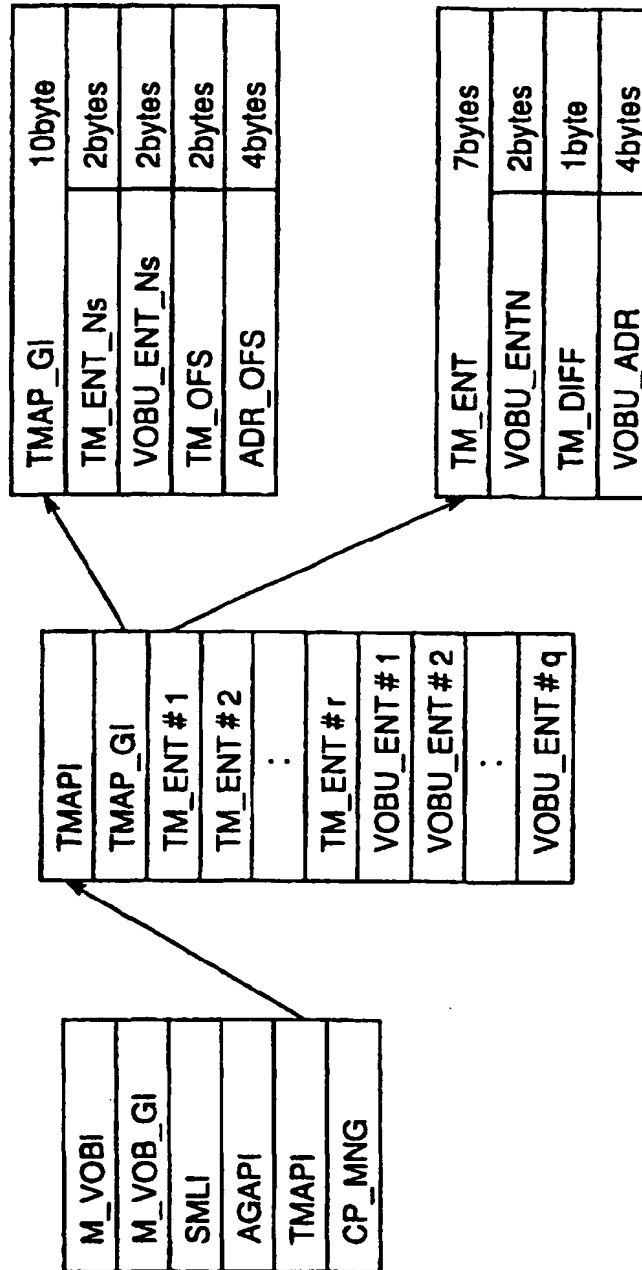 M_VOBI
M_VOB_GI
SMLI
AGAPI
TMAPI
CP_MNG
TMAPI
TMAP_GI
TM_ENT#1
TM_ENT#2
:
TM_ENT#r
VOBU_ENT#1
VOBU_ENT#2
:
VOBU_ENT#q
TMAP_GI 10byte
TM_ENT_Ns 2bytes
VOBU_ENT_Ns 2bytes
TM_OFS 2bytes
ADR_OFS 4bytes
TM_ENT 7bytes
VOBU_ENTN 2bytes
TM_DIFF 1byte
VOBU_ADR 4bytes